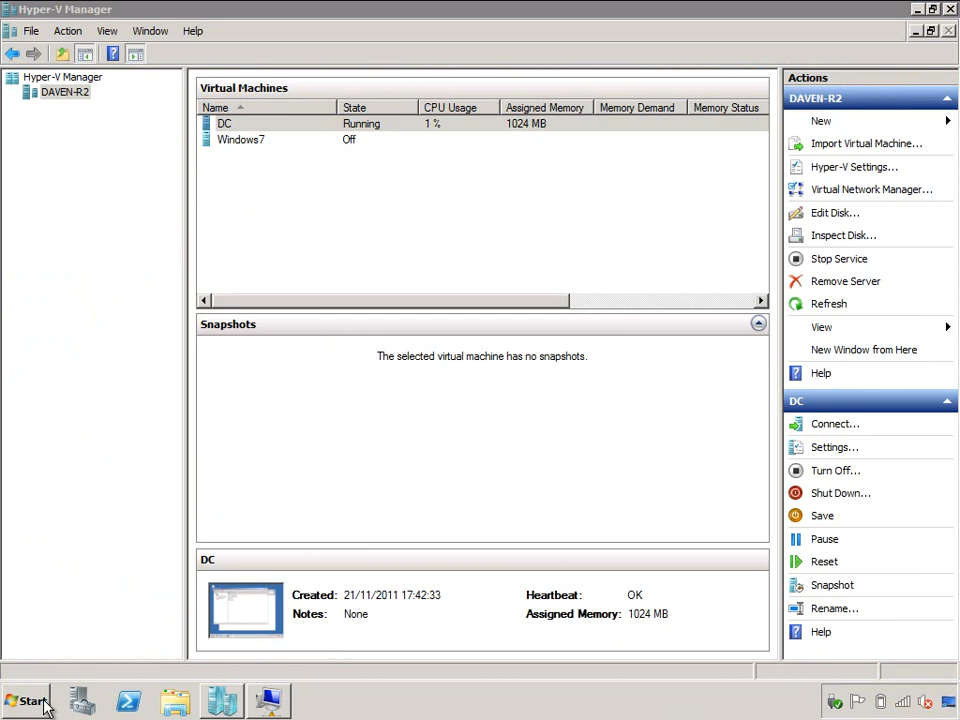 Hyper-V Manager
File Action View Window Help
Hyper-V Manager
DAVEN-R2
Virtual Machines
Name State CPU Usage Assigned Memory Memory Demand Memory Status
DC Running 1 % 1024 MB
Windows7 Off
Snapshots
The selected virtual machine has no snapshots.
DC
Created: 21/11/2011 17:42:33 Heartbeat: OK
Notes: None Assigned Memory: 1024 MB
Actions
DAVEN-R2
New
Import Virtual Machine...
Hyper-V Settings...
Virtual Network Manager...
Edit Disk...
Inspect Disk...
Stop Service
Remove Server
Refresh
View
New Window from Here
Help
DC
Connect...
Settings...
Turn Off...
Shut Down...
Save
Pause
Reset
Snapshot
Rename...
Help
Start